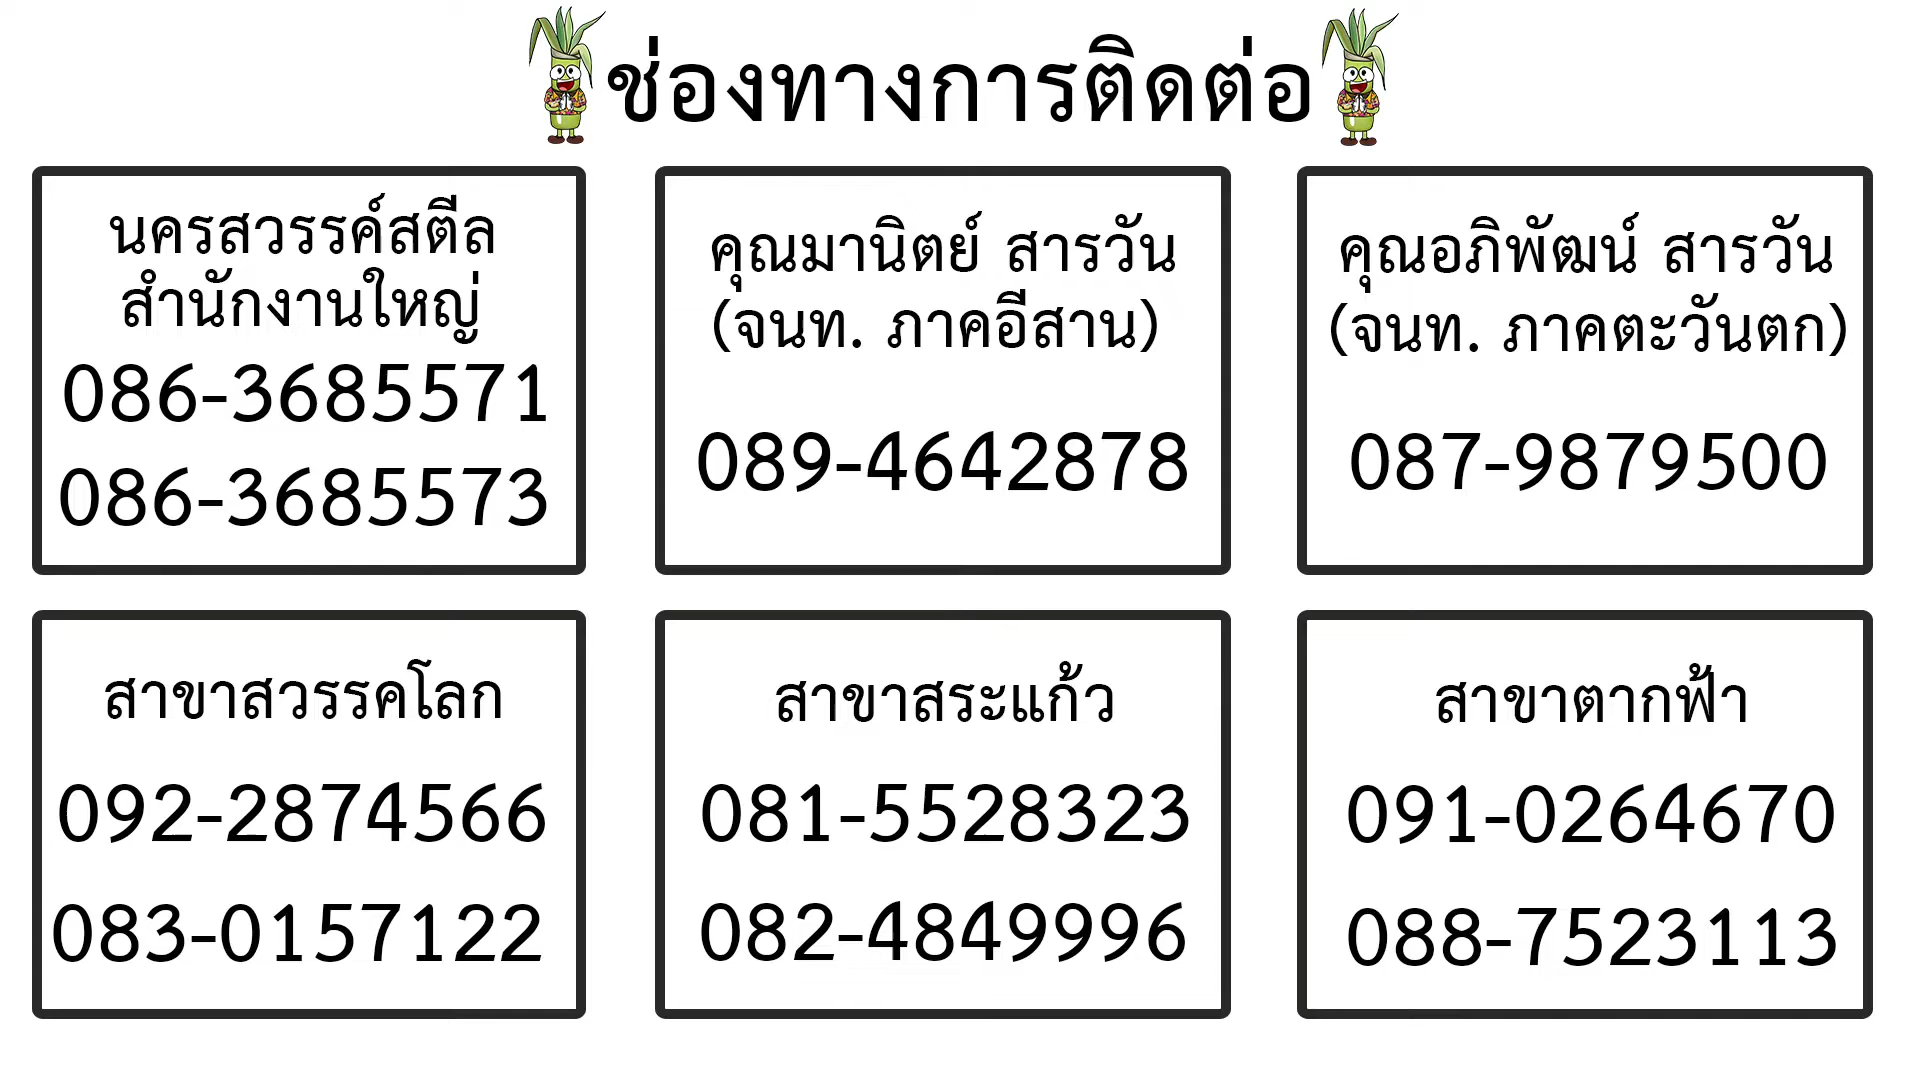 ช่องทางการติดต่อ
นครสวรรค์สตีล
สำนักงานใหญ่
086-3685571
086-3685573
คุณมานิตย์ สารวัน
(จนท. ภาคอีสาน)
089-4642878
คุณอภิพัฒน์ สารวัน
(จนท. ภาคตะวันตก)
087-9879500
สาขาสวรรคโลก
092-2874566
083-0157122
สาขาสระแก้ว
081-5528323
082-4849996
สาขาตากฟ้า
091-0264670
088-7523113